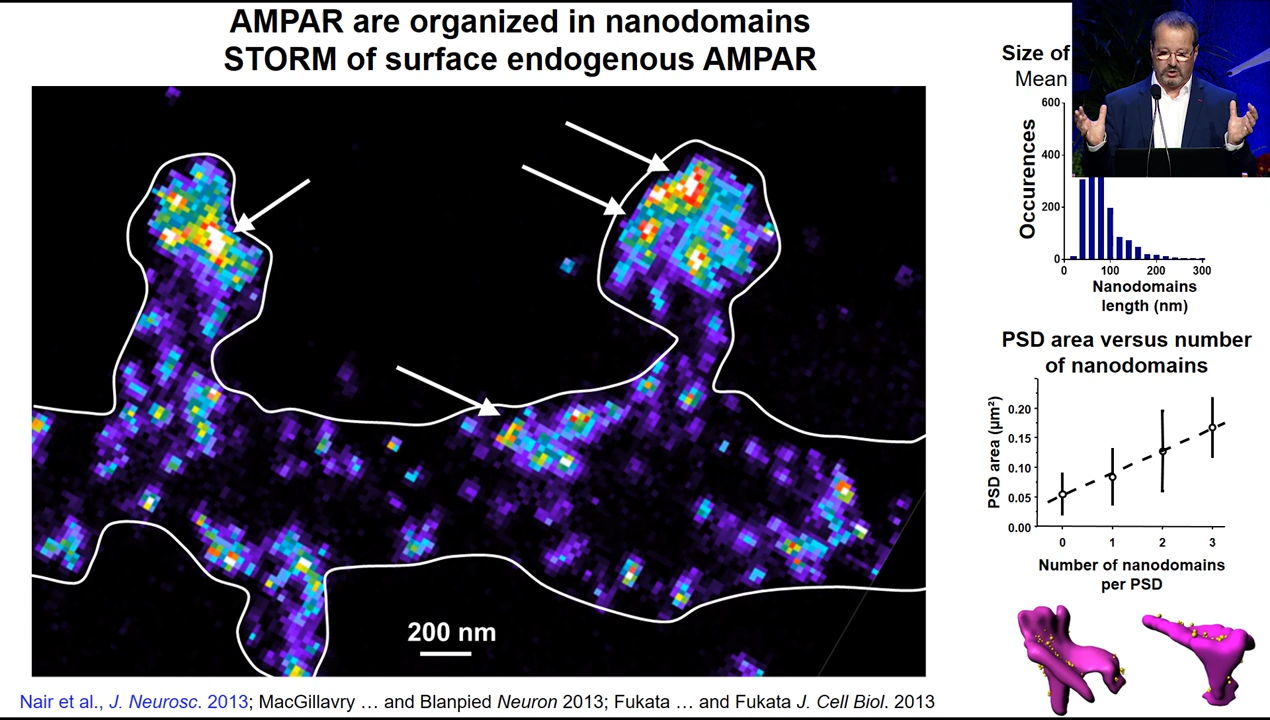 AMPAR are organized in nanodomains
STORM of surface endogenous AMPAR
200 nm
Nair et al., J. Neurosc. 2013; MacGillavry … and Blanpied Neuron 2013; Fukata … and Fukata J. Cell Biol. 2013
Size of
Mean
Occurences
600
400
200
0
0 100 200 300
Nanodomains
length (nm)
PSD area versus number
of nanodomains
PSD area (µm²)
0.20
0.15
0.10
0.05
0.00
0 1 2 3
Number of nanodomains
per PSD